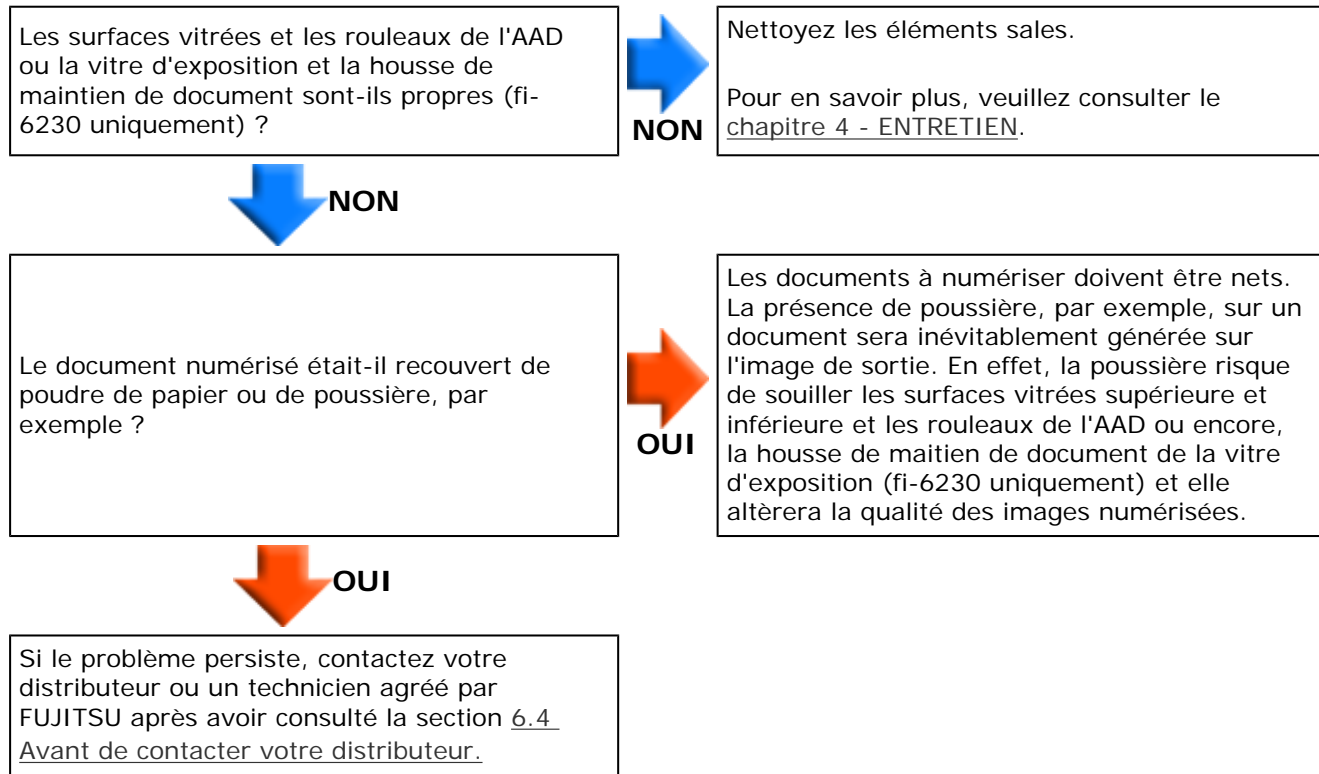 Les surfaces vitrées et les rouleaux de l'AAD
ou la vitre d'exposition et la housse de
maintien de document sont-ils propres (fi-
6230 uniquement) ?
NON
Nettoyez les éléments sales.
Pour en savoir plus, veuillez consulter le
chapitre 4 - ENTRETIEN.
NON
Le document numérisé était-il recouvert de
poudre de papier ou de poussière, par
exemple ?
OUI
Les documents à numériser doivent être nets.
La présence de poussière, par exemple, sur un
document sera inévitablement générée sur
l'image de sortie. En effet, la poussière risque
de souiller les surfaces vitrées supérieure et
inférieure et les rouleaux de l'AAD ou encore,
la housse de maitien de document de la vitre
d'exposition (fi-6230 uniquement) et elle
altèrera la qualité des images numérisées.
OUI
Si le problème persiste, contactez votre
distributeur ou un technicien agréé par
FUJITSU après avoir consulté la section 6.4
Avant de contacter votre distributeur.